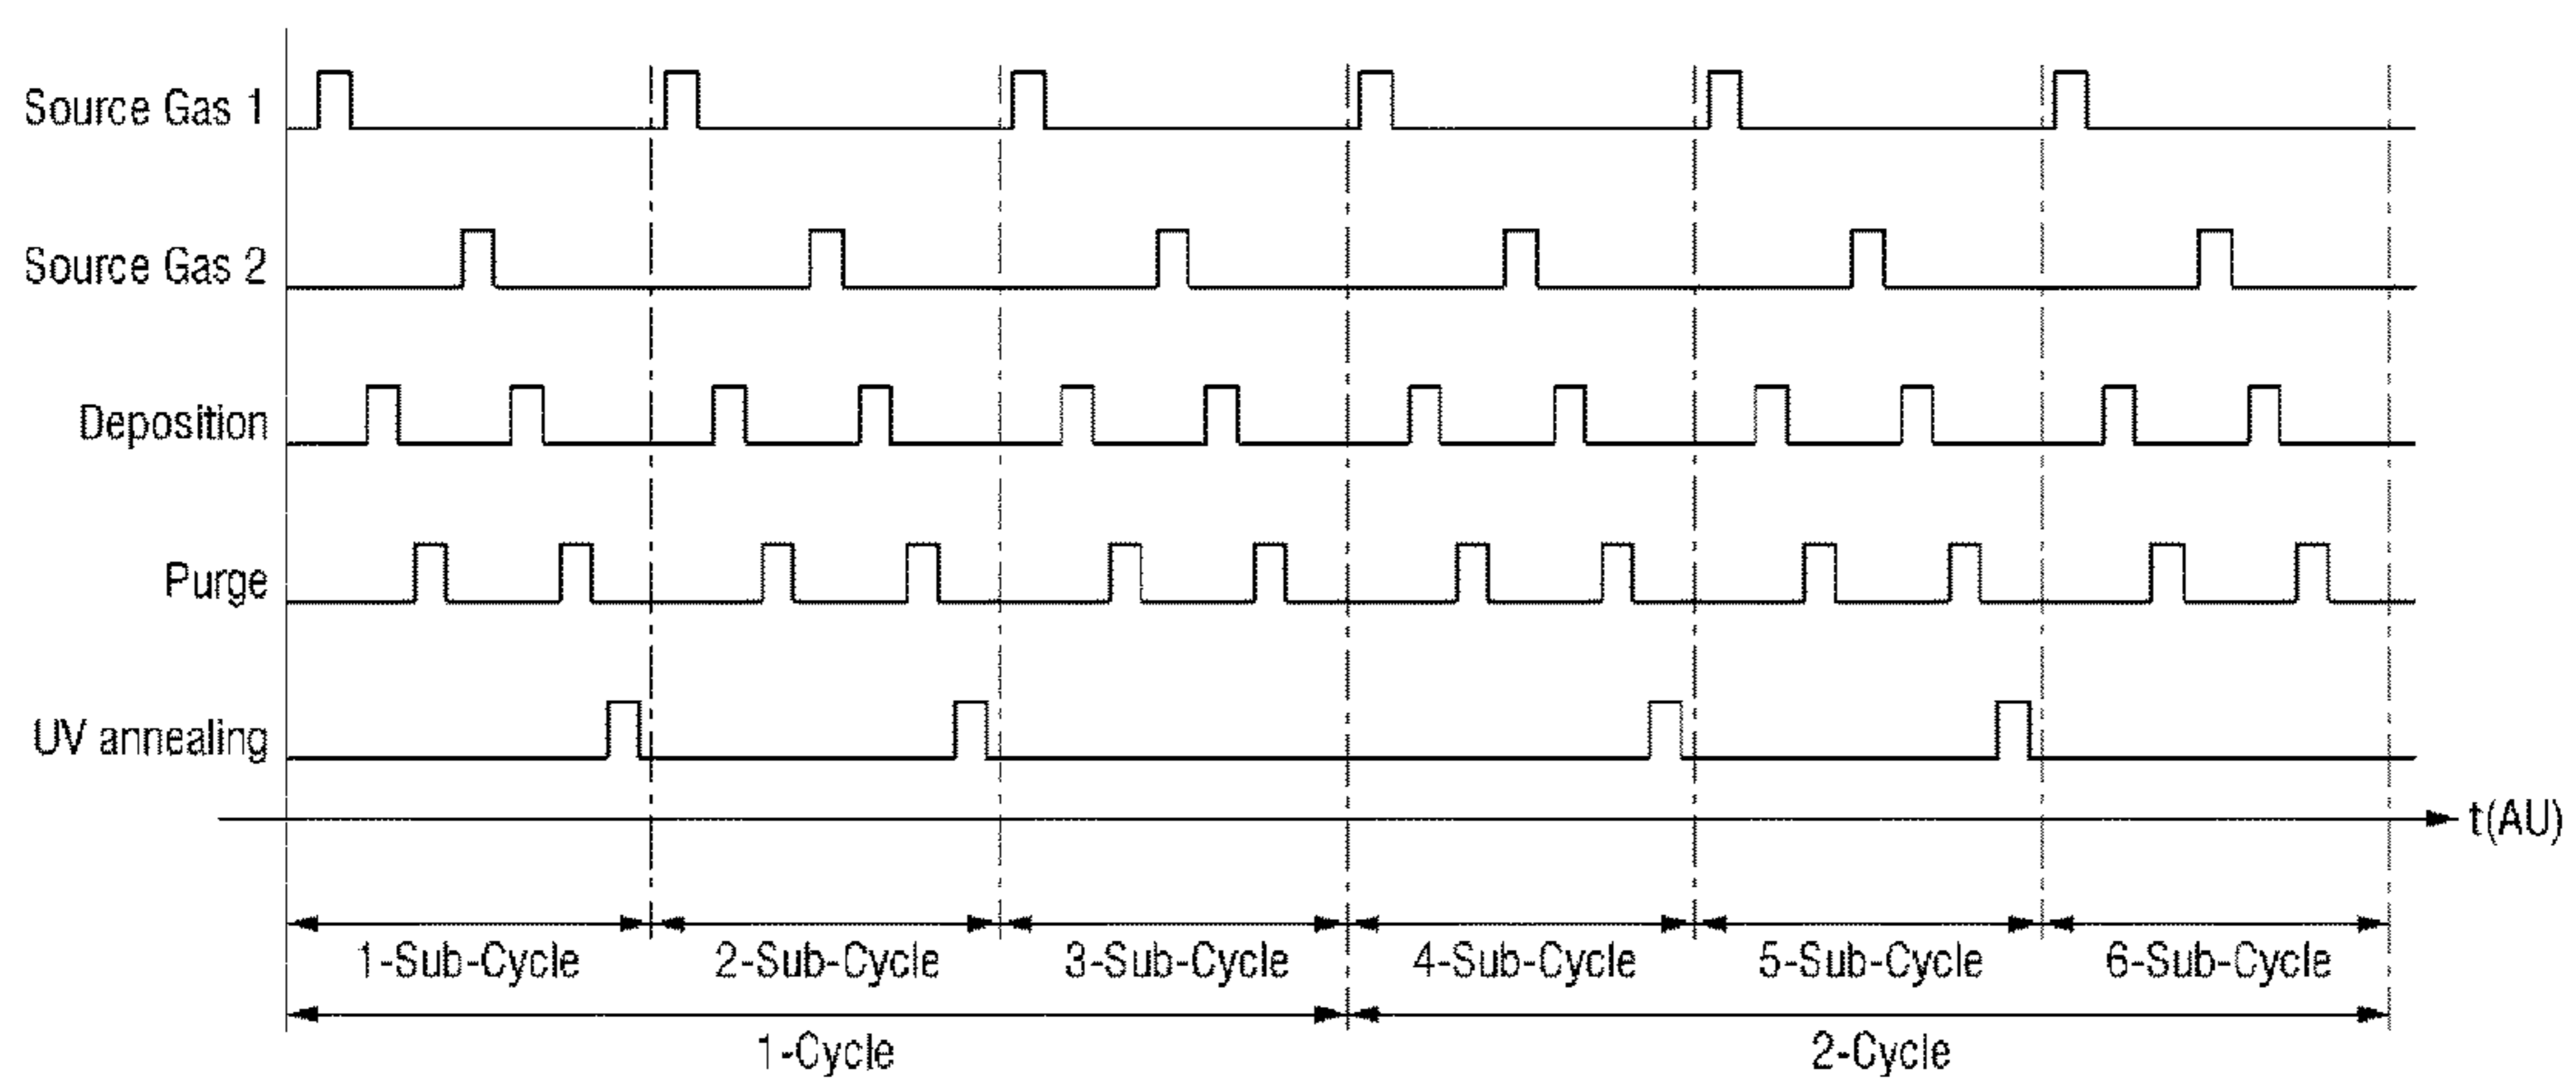 Source Gas 1
Source Gas 2
Deposition
Purge
UV annealing
t(AU)
1-Sub-Cycle 2-Sub-Cycle 3-Sub-Cycle 4-Sub-Cycle 5-Sub-Cycle 6-Sub-Cycle
1-Cycle 2-Cycle